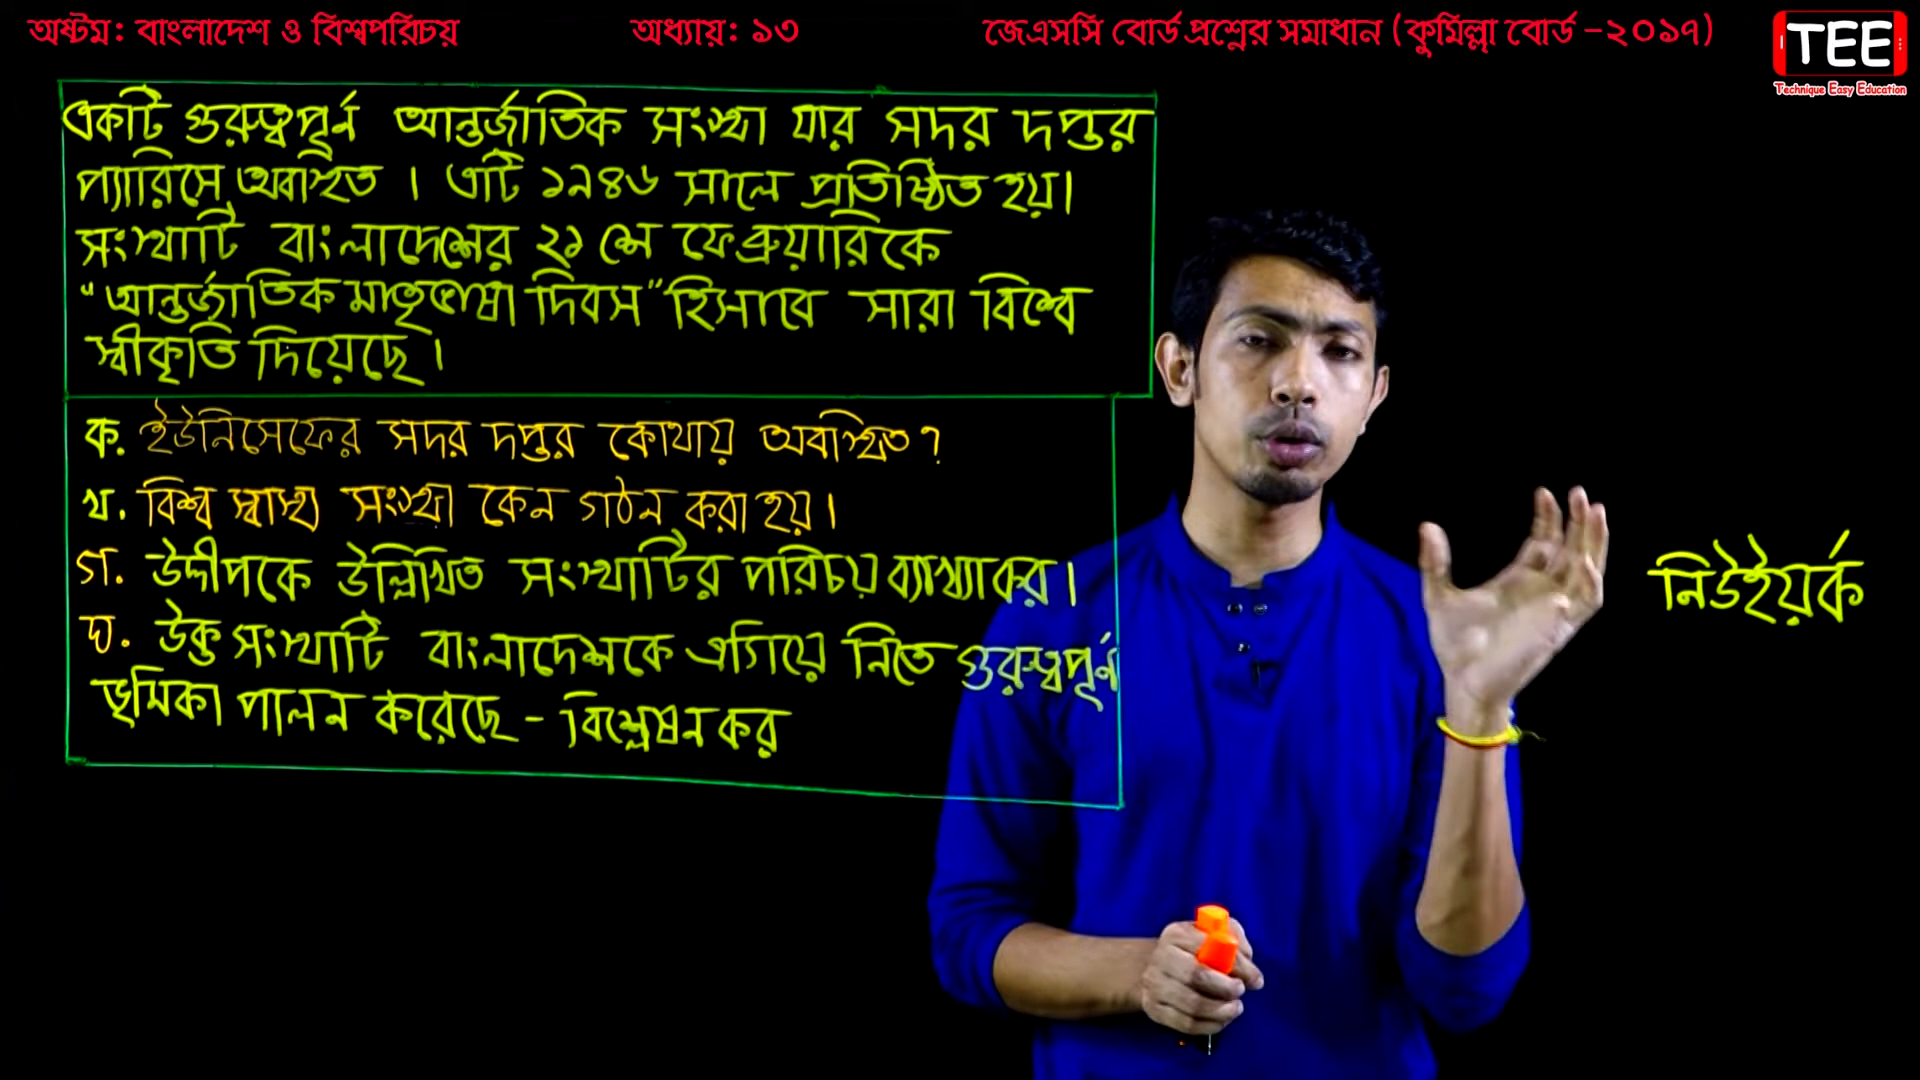 অষ্টম: বাংলাদেশ ও বিশ্বপরিচয়
অধ্যায়: ১৩
জেএসসি বোর্ড প্রশ্নের সমাধান (কুমিল্লা বোর্ড -২০১৭)
TEE
Technique Easy Education
একটি গুরুত্বপূর্ন আন্তর্জাতিক সংস্থা যার সদর দপ্তর
প্যারিসে অবস্থিত । এটি ১৯৪৬ সালে প্রতিষ্ঠিত হয়।
সংস্থাটি বাংলাদেশের ২১ শে ফেব্রুয়ারিকে
"আন্তর্জাতিক মাতৃভাষা দিবস" হিসাবে সারা বিশ্বে
স্বীকৃতি দিয়েছে।
ক. ইউনিসেফের সদর দপ্তর কোথায় অবস্থিত?
খ. বিশ্ব স্বাস্থ্য সংস্থা কেন গঠন করা হয়।
গ. উদ্দীপকে উল্লিখিত সংস্থাটির পরিচয় ব্যাখ্যা কর।
ঘ. উক্ত সংস্থাটি বাংলাদেশকে এগিয়ে নিতে গুরুত্বপূর্ন
ভূমিকা পালন করেছে - বিশ্লেষন কর
নিউইয়র্ক